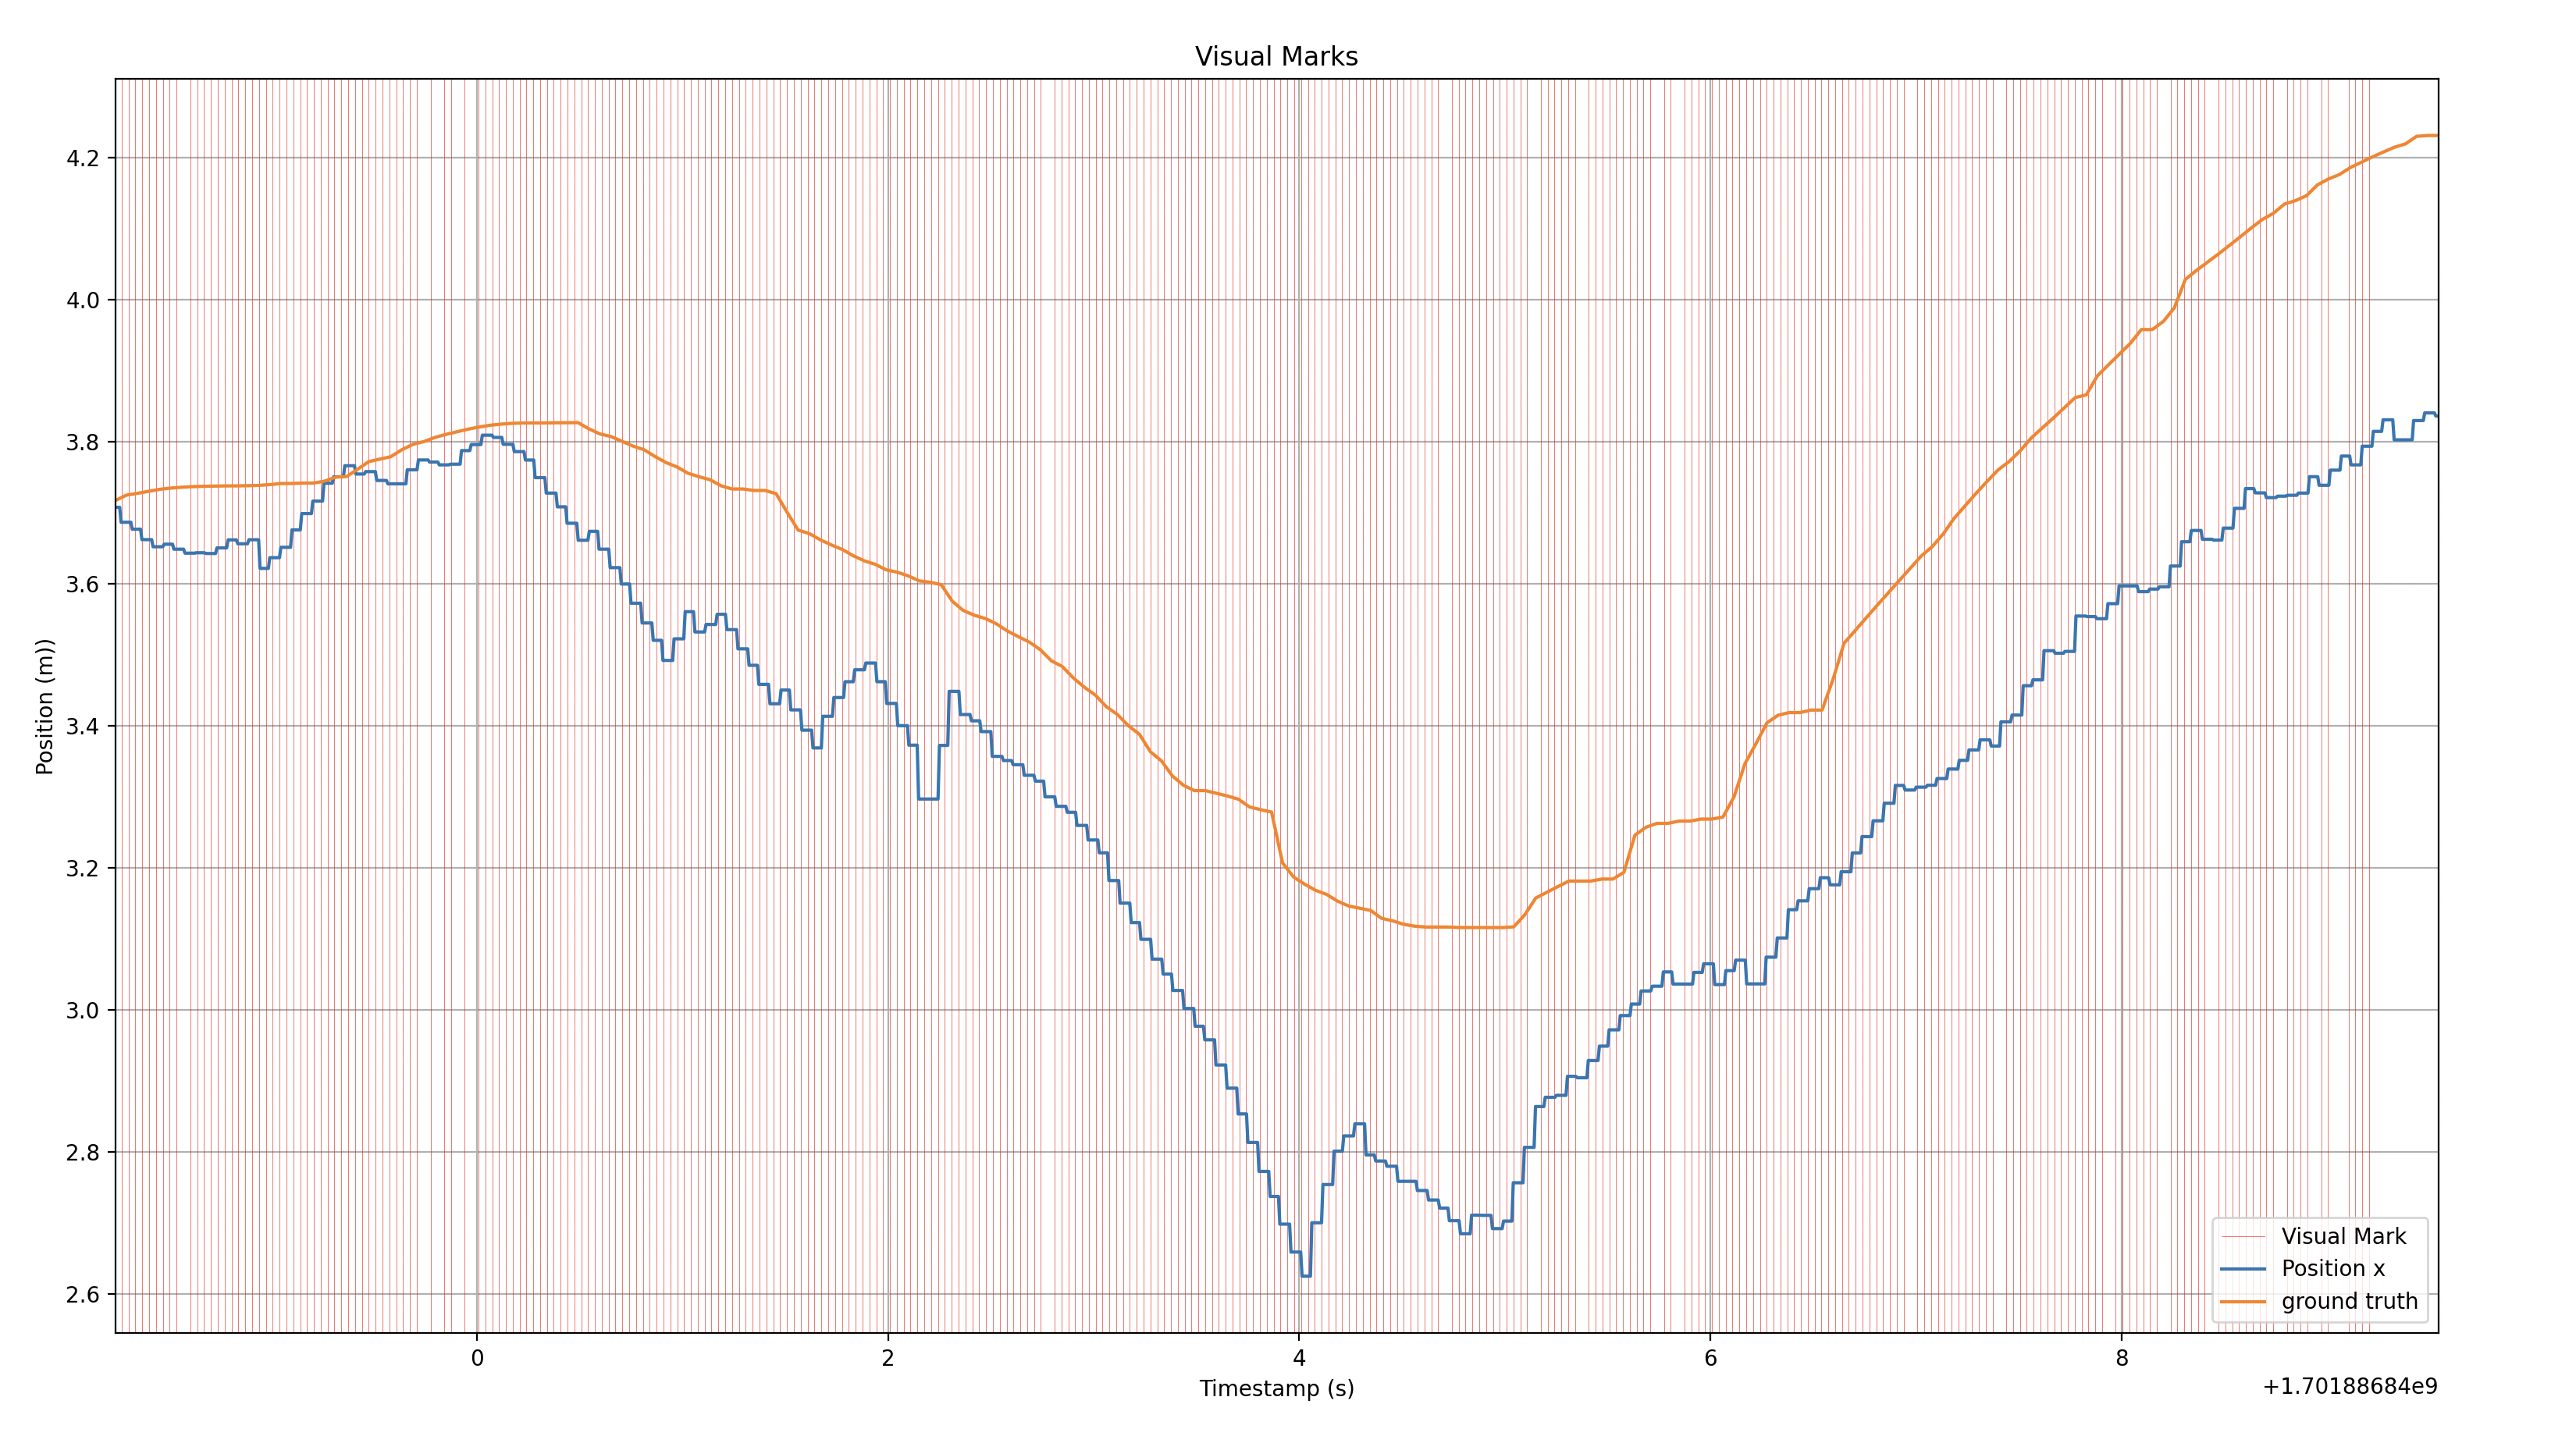 Visual Marks
4.2
4.0
3.8
3.6
3.4
3.2
3.0
2.8
2.6
Position (m))
0 2 4 6 8
Timestamp (s)
+1.70188684e9
Visual Mark
Position x
ground truth